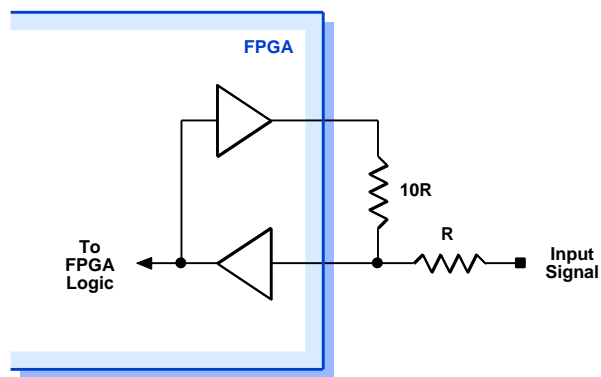 FPGA
10R
R
To
FPGA
Logic
Input
Signal